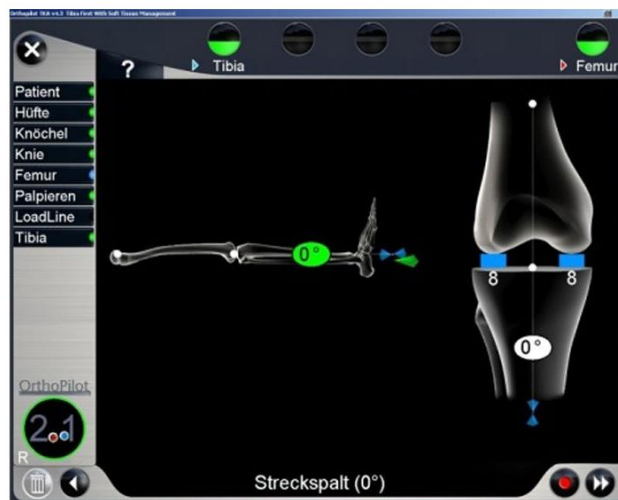 OrthoPilot TKA v4.3 Tibia First With Soft Tissue Management
?
Tibia
Femur
Patient
Hüfte
Knöchel
Knie
Femur
Palpieren
LoadLine
Tibia
0°
8 8
0°
OrthoPilot
2 1
R
Streckspalt (0°)